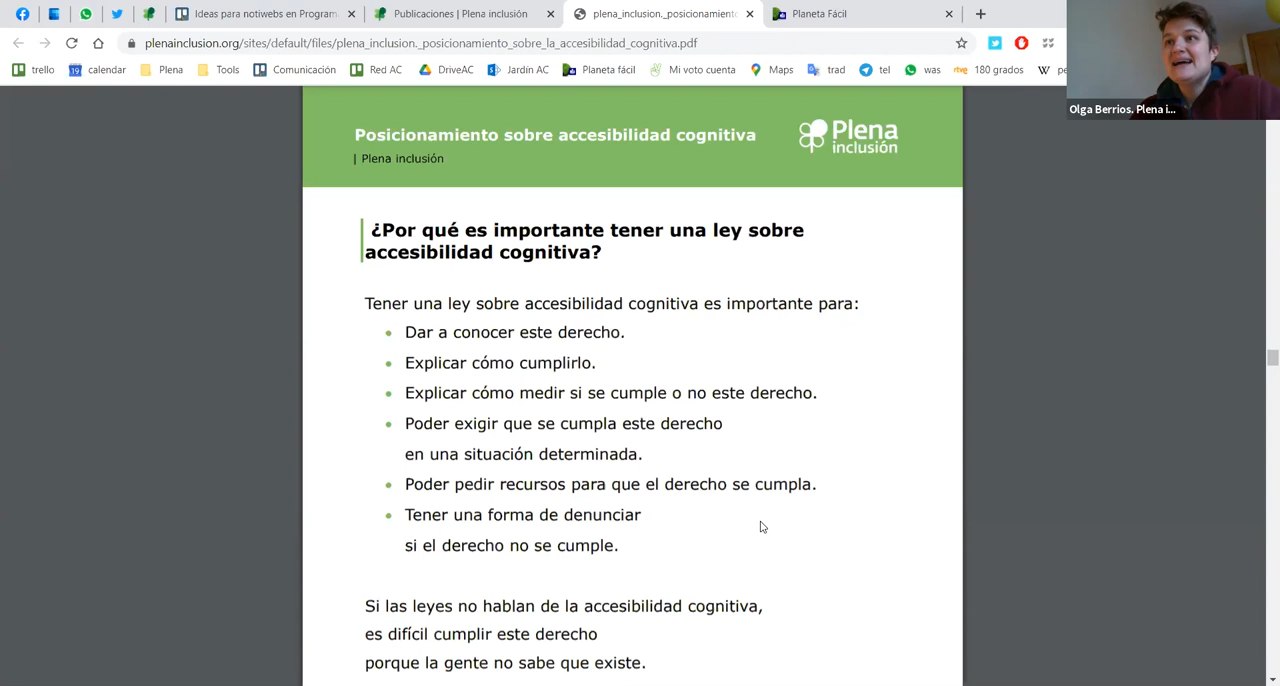 Ideas para notiwebs en Program
Publicaciones | Plena inclusión
plena_inclusion._posicionamiento
Planeta Fácil
plenainclusion.org/sites/default/files/plena_inclusion._posicionamiento_sobre_la_accesibilidad_cognitiva.pdf
trello calendar Plena Tools Comunicación Red AC DriveAC Jardín AC Planeta fácil Mi voto cuenta Maps trad tel was rtve 180 grados W pe
Olga Berrios. Plena i...
Posicionamiento sobre accesibilidad cognitiva
| Plena inclusión
Plena
inclusión
¿Por qué es importante tener una ley sobre
accesibilidad cognitiva?
Tener una ley sobre accesibilidad cognitiva es importante para:
• Dar a conocer este derecho.
• Explicar cómo cumplirlo.
• Explicar cómo medir si se cumple o no este derecho.
• Poder exigir que se cumpla este derecho
en una situación determinada.
• Poder pedir recursos para que el derecho se cumpla.
• Tener una forma de denunciar
si el derecho no se cumple.
Si las leyes no hablan de la accesibilidad cognitiva,
es difícil cumplir este derecho
porque la gente no sabe que existe.